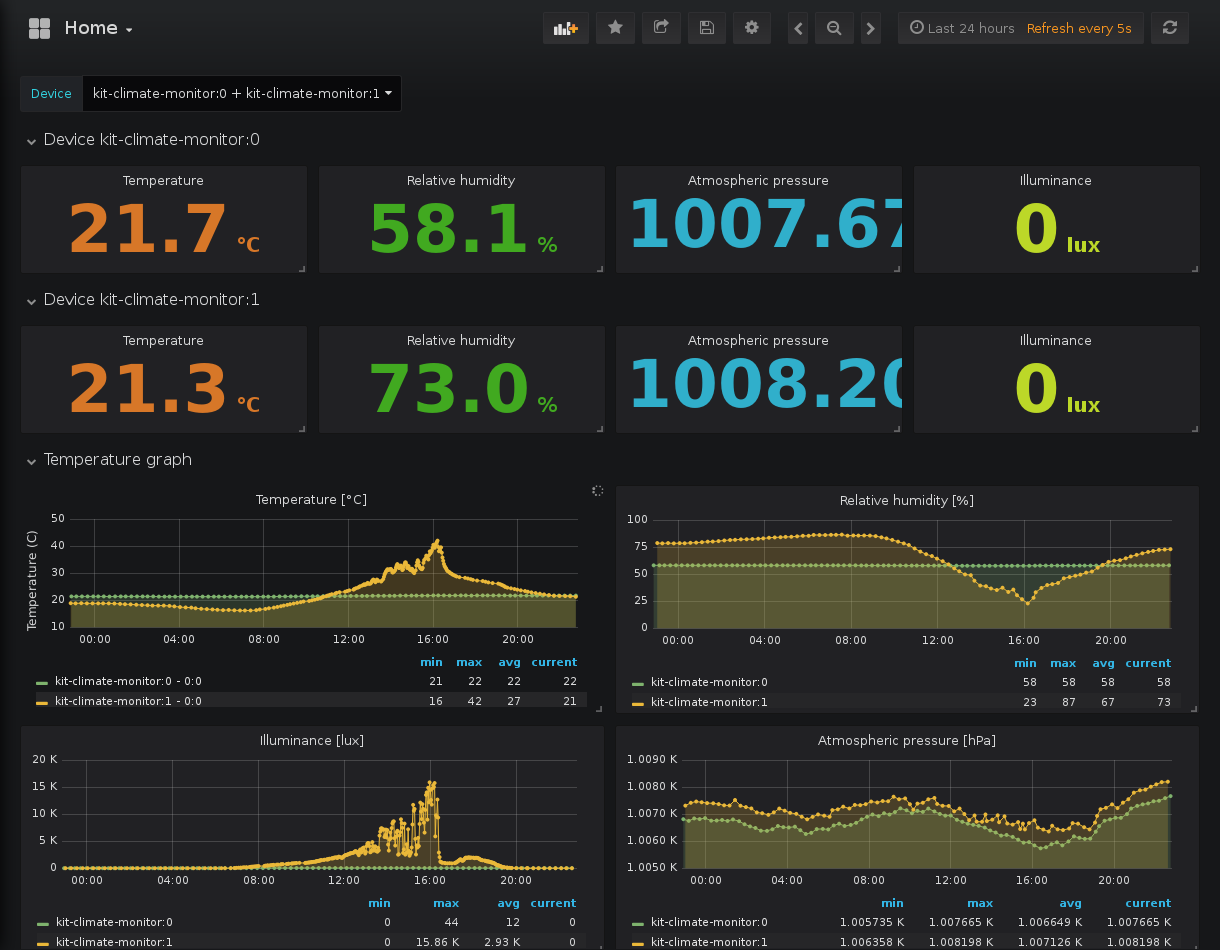 Home
Last 24 hours Refresh every 5s
Device kit-climate-monitor:0 + kit-climate-monitor:1
Device kit-climate-monitor:0
Temperature Relative humidity Atmospheric pressure Illuminance
21.7 °C 58.1 % 1007.67 0 lux
Device kit-climate-monitor:1
Temperature Relative humidity Atmospheric pressure Illuminance
21.3 °C 73.0 % 1008.20 0 lux
Temperature graph
Temperature [°C]
Temperature (C)
50
40
30
20
10
00:00 04:00 08:00 12:00 16:00 20:00
min max avg current
kit-climate-monitor:0 - 0:0 21 22 22 22
kit-climate-monitor:1 - 0:0 16 42 27 21
Relative humidity [%]
100
75
50
25
0
00:00 04:00 08:00 12:00 16:00 20:00
min max avg current
kit-climate-monitor:0 58 58 58 58
kit-climate-monitor:1 23 87 67 73
Illuminance [lux]
20 K
15 K
10 K
5 K
0
00:00 04:00 08:00 12:00 16:00 20:00
min max avg current
kit-climate-monitor:0 0 44 12 0
kit-climate-monitor:1 0 15.86 K 2.93 K 0
Atmospheric pressure [hPa]
1.0090 K
1.0080 K
1.0070 K
1.0060 K
1.0050 K
00:00 04:00 08:00 12:00 16:00 20:00
min max avg current
kit-climate-monitor:0 1.005735 K 1.007665 K 1.006649 K 1.007665 K
kit-climate-monitor:1 1.006358 K 1.008198 K 1.007126 K 1.008198 K